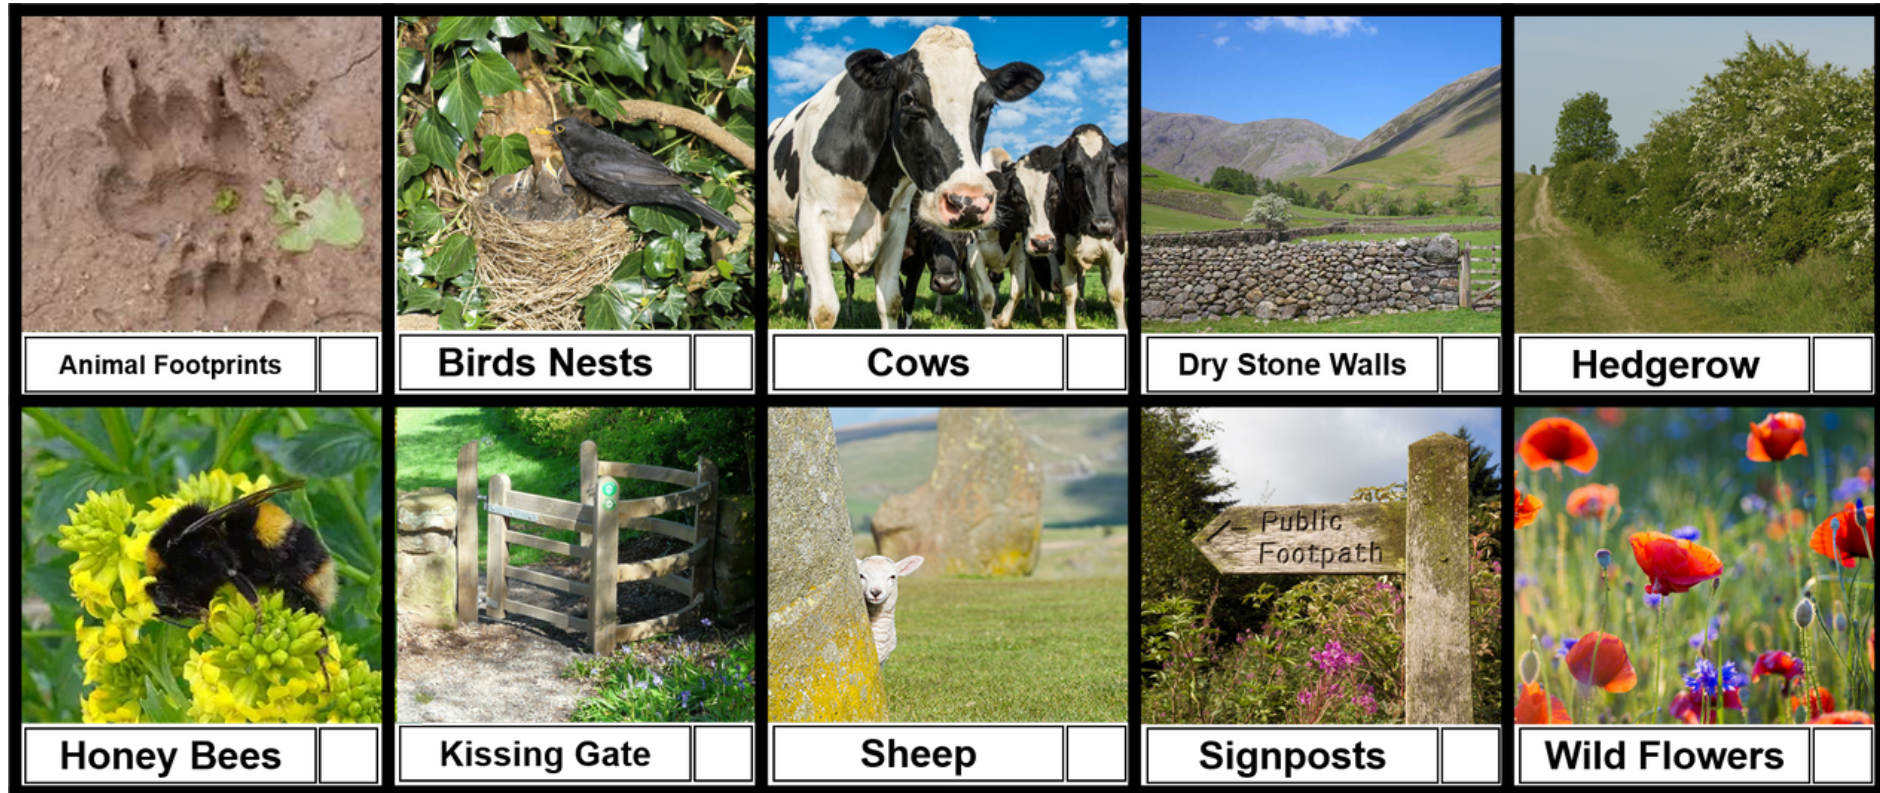 Animal Footprints
Birds Nests
Cows
Dry Stone Walls
Hedgerow
Public
Footpath
Honey Bees
Kissing Gate
Sheep
Signposts
Wild Flowers